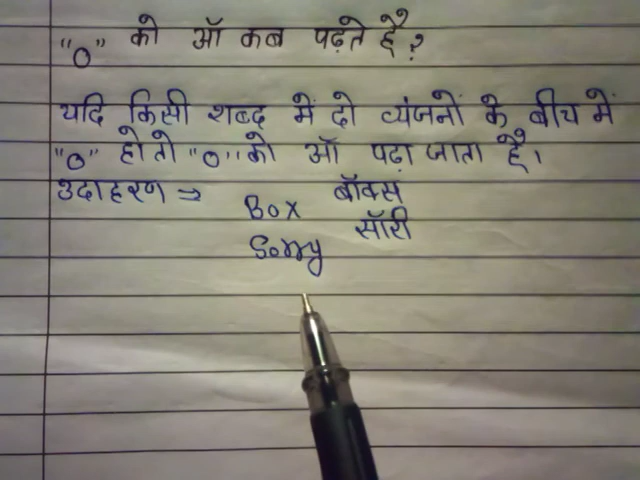 "O" को ऑ कब पढ़ते है?
यदि किसी शब्द में दो व्यंजनों के बीच में
"O" हो तो "O" को ऑ पढ़ा जाता है।
उदाहरण ⇒ Box बॉक्स
Sorry सॉरी